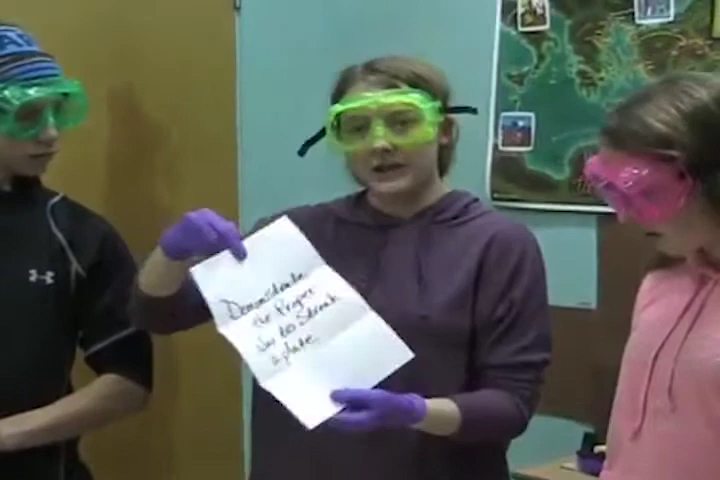 Demonstrate
the Proper
way to Streak
a plate.